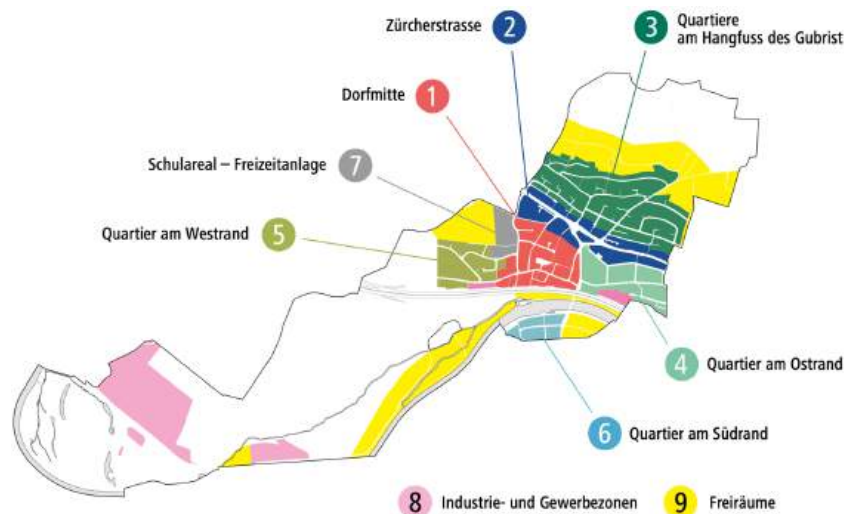 Zürcherstrasse 2
3 Quartiere
am Hangfuss des Gubrist
Dorfmitte 1
Schulareal – Freizeitanlage 7
Quartier am Westrand 5
4 Quartier am Ostrand
6 Quartier am Südrand
8 Industrie- und Gewerbezonen
9 Freiräume